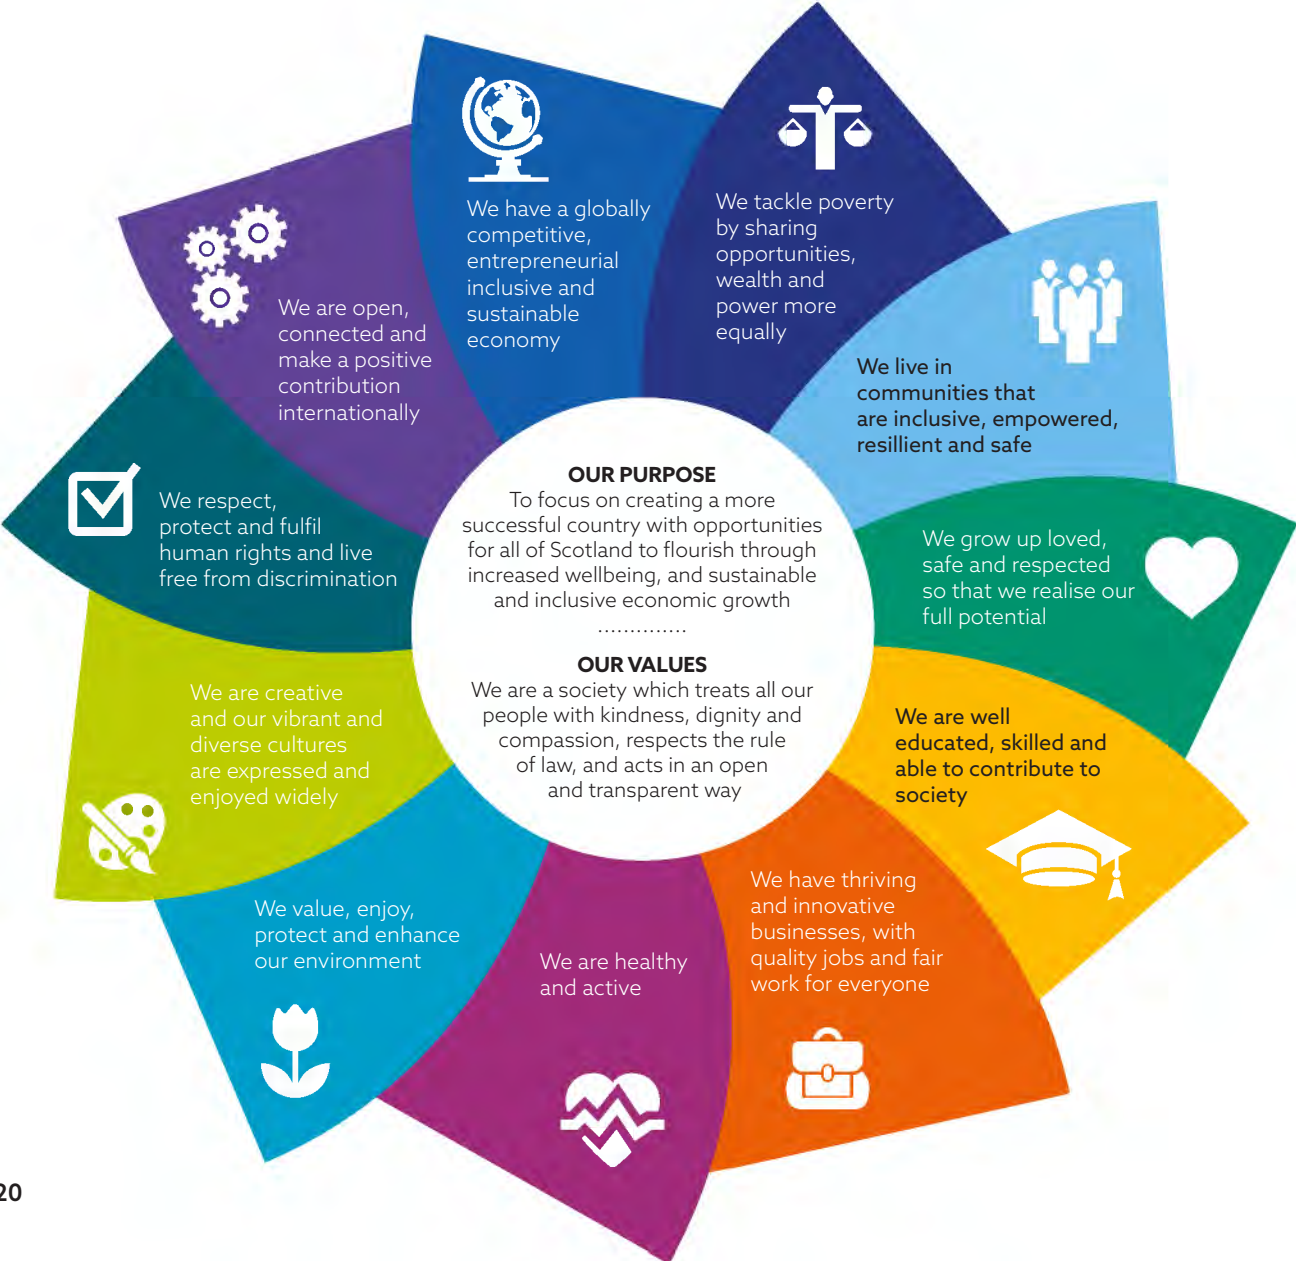 We have a globally
competitive,
entrepreneurial
inclusive and
sustainable
economy
We tackle poverty
by sharing
opportunities,
wealth and
power more
equally
We live in
communities that
are inclusive, empowered,
resillient and safe
We grow up loved,
safe and respected
so that we realise our
full potential
We are well
educated, skilled and
able to contribute to
society
We have thriving
and innovative
businesses, with
quality jobs and fair
work for everyone
We are healthy
and active
We value, enjoy,
protect and enhance
our environment
We are creative
and our vibrant and
diverse cultures
are expressed and
enjoyed widely
We respect,
protect and fulfil
human rights and live
free from discrimination
We are open,
connected and
make a positive
contribution
internationally
OUR PURPOSE
To focus on creating a more
successful country with opportunities
for all of Scotland to flourish through
increased wellbeing, and sustainable
and inclusive economic growth
..............
OUR VALUES
We are a society which treats all our
people with kindness, dignity and
compassion, respects the rule
of law, and acts in an open
and transparent way
20